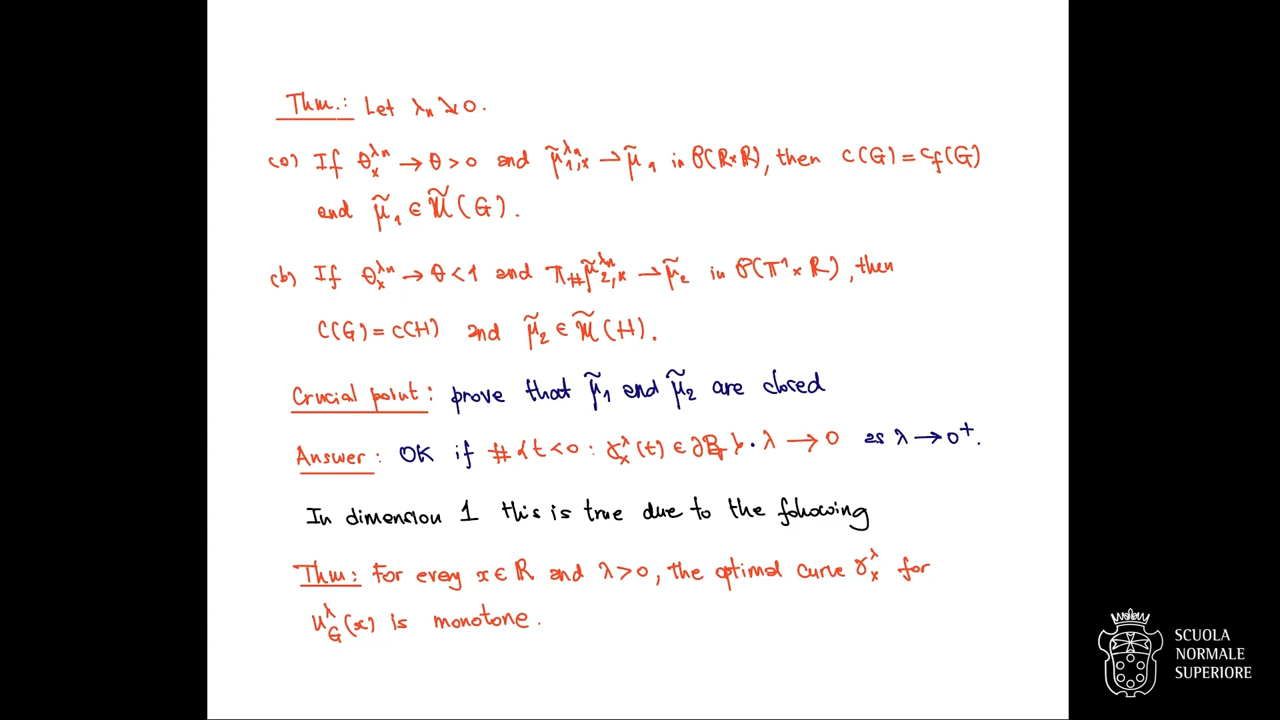 Thm.: Let λₙ ↘ 0.
(a) If θₓ^λₙ → θ > 0 and μ̃₁,ₓ^λₙ ⇀ μ̃₁ in P(R×R), then c(G) = c_f(G)
and μ̃₁ ∈ M̃(G).
(b) If θₓ^λₙ → θ < 1 and π_# μ̃₂,ₓ^λₙ ⇀ μ̃₂ in P(T¹×R), then
c(G) = c(H) and μ̃₂ ∈ M̃(H).
Crucial point: prove that μ̃₁ and μ̃₂ are closed
Answer: OK if #{t<0 : γₓ^λ(t) ∈ ∂B} · λ → 0 as λ → 0⁺.
In dimension 1 this is true due to the following
Thm: For every x ∈ R and λ > 0, the optimal curve γₓ^λ for
u_G^λ(x) is monotone.
SCUOLA
NORMALE
SUPERIORE